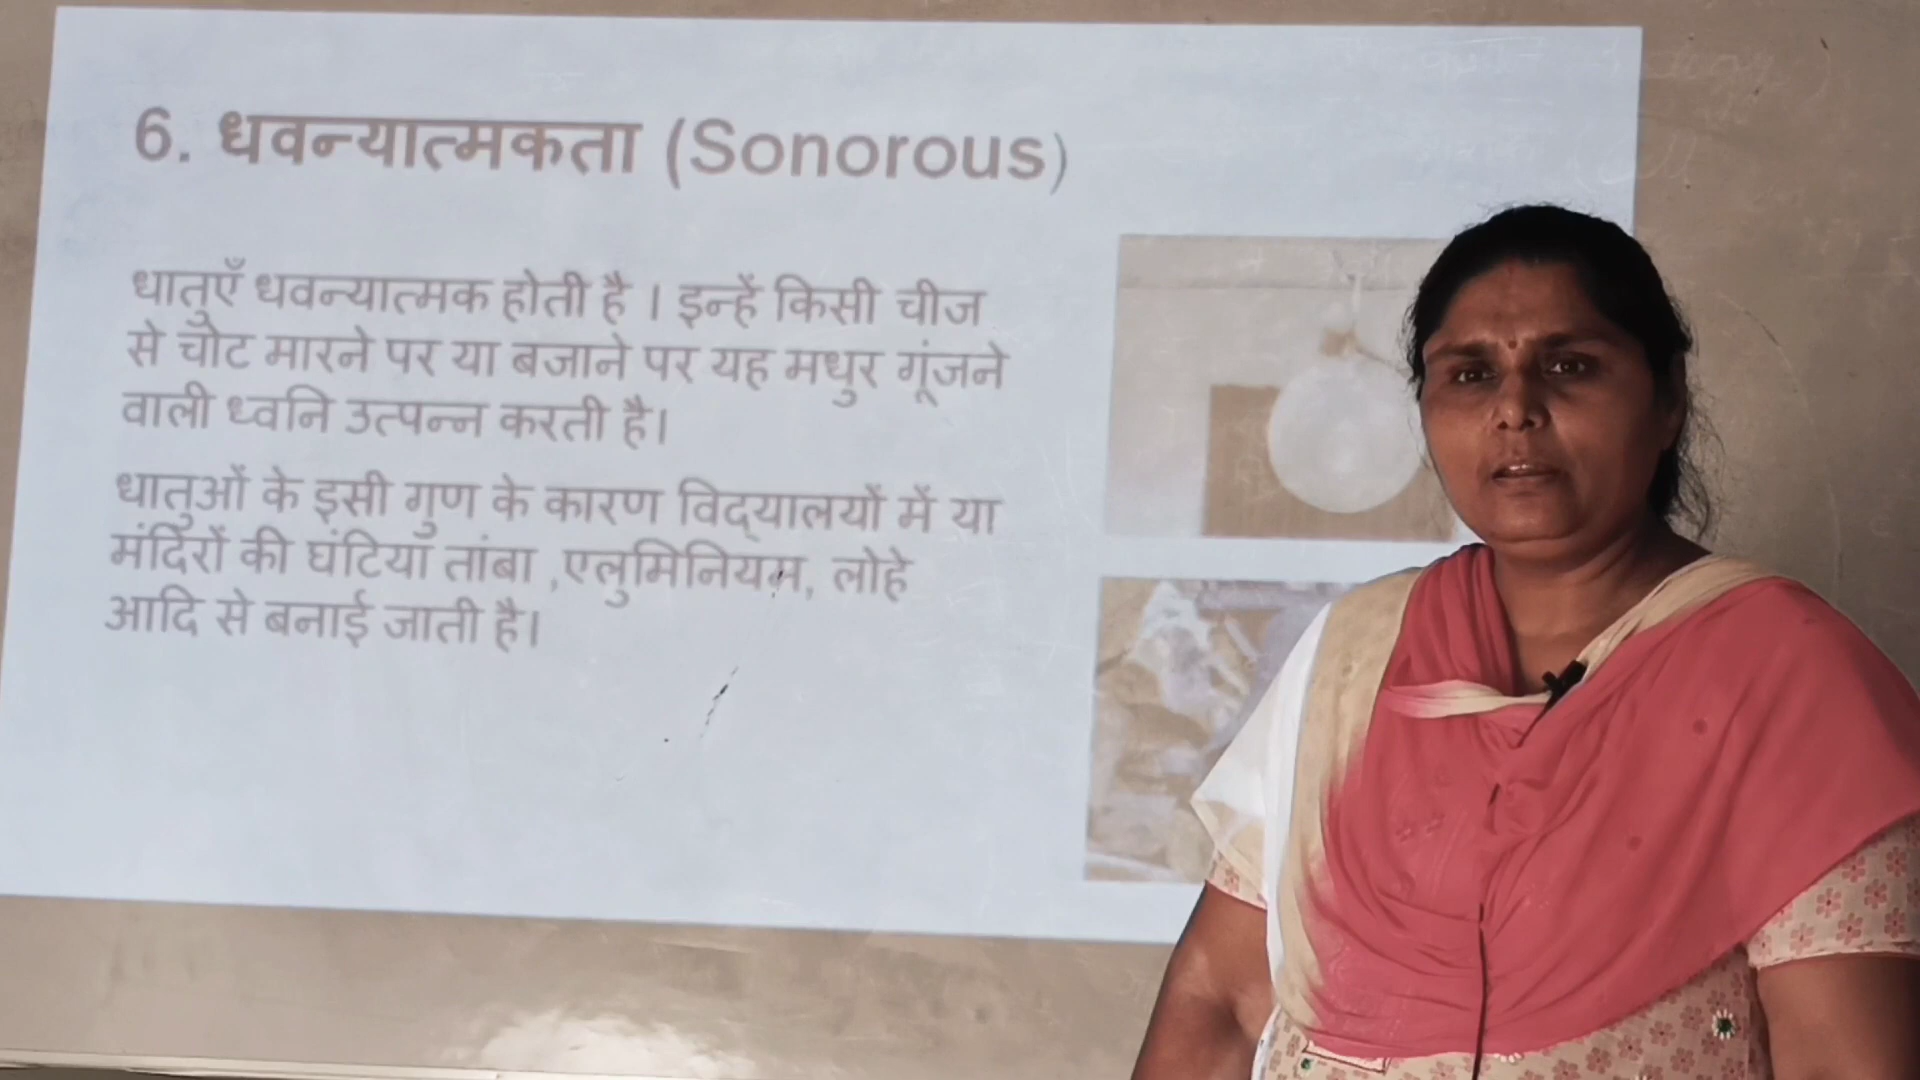 6. धवन्यात्मकता (Sonorous)
धातुएँ धवन्यात्मक होती है । इन्हें किसी चीज
से चोट मारने पर या बजाने पर यह मधुर गूंजने
वाली ध्वनि उत्पन्न करती है।
धातुओं के इसी गुण के कारण विद्यालयों में या
मंदिरों की घंटियां तांबा ,एलुमिनियम, लोहे
आदि से बनाई जाती है।